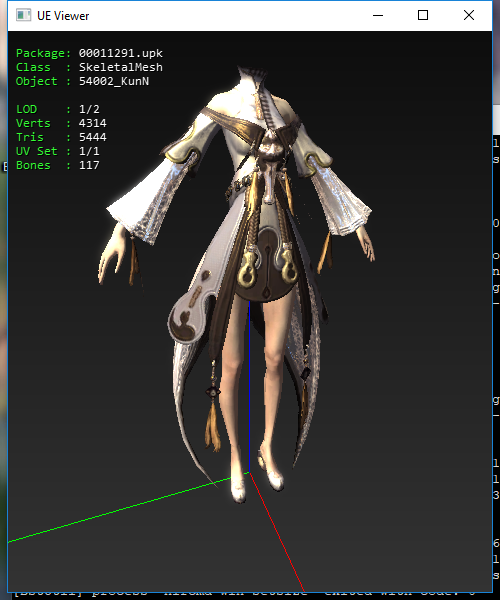 UE Viewer
Package: 00011291.upk
Class : SkeletalMesh
Object : 54002_KunN
LOD : 1/2
Verts : 4314
Tris : 5444
UV Set : 1/1
Bones : 117